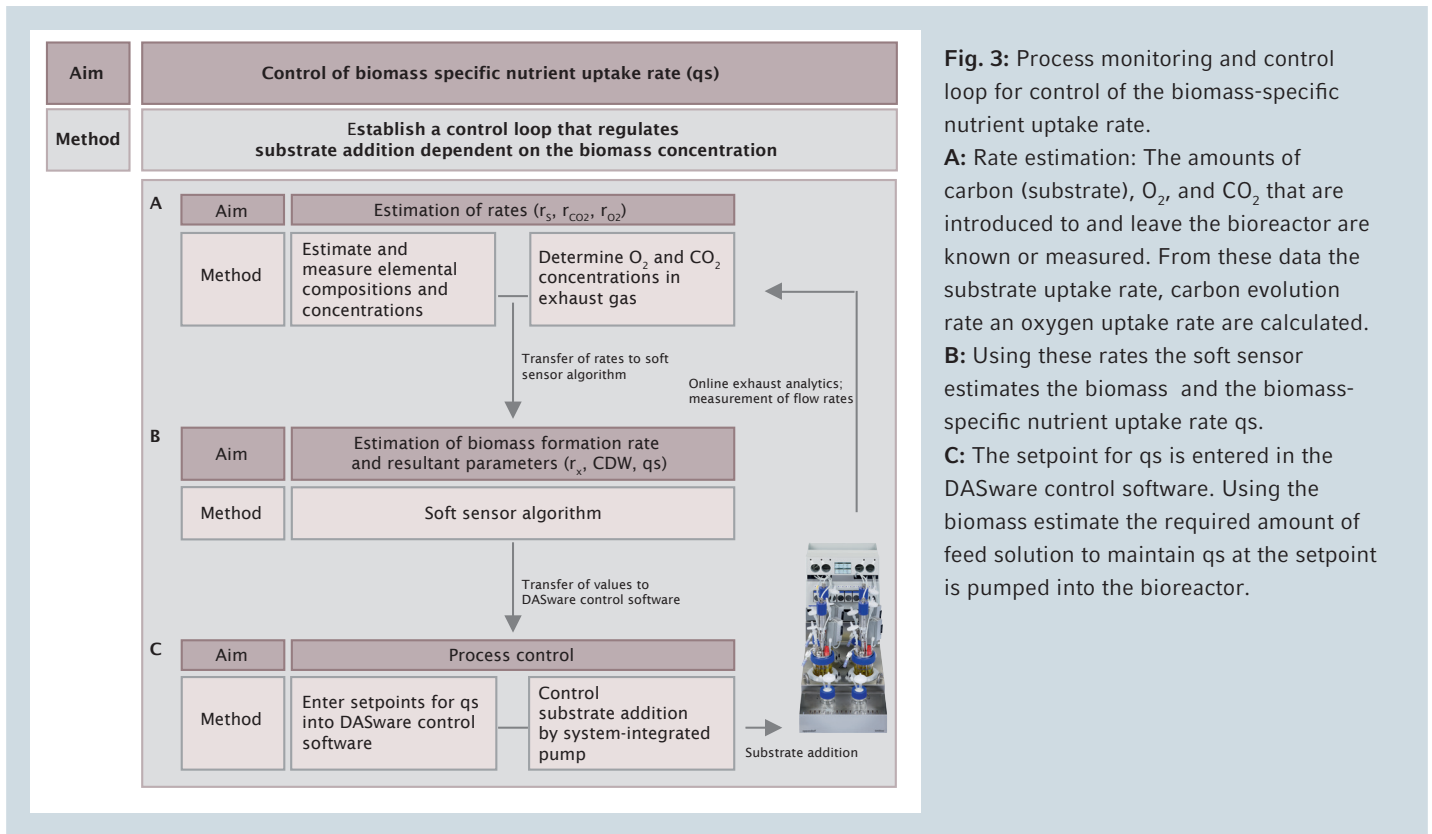 Aim
Control of biomass specific nutrient uptake rate (qs)
Method
Establish a control loop that regulates
substrate addition dependent on the biomass concentration
A
Aim
Estimation of rates (rS, rCO2, rO2)
Method
Estimate and
measure elemental
compositions and
concentrations
Determine O2 and CO2
concentrations in
exhaust gas
Transfer of rates to soft
sensor algorithm
Online exhaust analytics;
measurement of flow rates
B
Aim
Estimation of biomass formation rate
and resultant parameters (rx, CDW, qs)
Method
Soft sensor algorithm
Transfer of values to
DASware control software
C
Aim
Process control
Method
Enter setpoints for qs
into DASware control
software
Control
substrate addition
by system-integrated
pump
Substrate addition
Fig. 3: Process monitoring and control
loop for control of the biomass-specific
nutrient uptake rate.
A: Rate estimation: The amounts of
carbon (substrate), O2, and CO2 that are
introduced to and leave the bioreactor are
known or measured. From these data the
substrate uptake rate, carbon evolution
rate an oxygen uptake rate are calculated.
B: Using these rates the soft sensor
estimates the biomass and the biomass-
specific nutrient uptake rate qs.
C: The setpoint for qs is entered in the
DASware control software. Using the
biomass estimate the required amount of
feed solution to maintain qs at the setpoint
is pumped into the bioreactor.